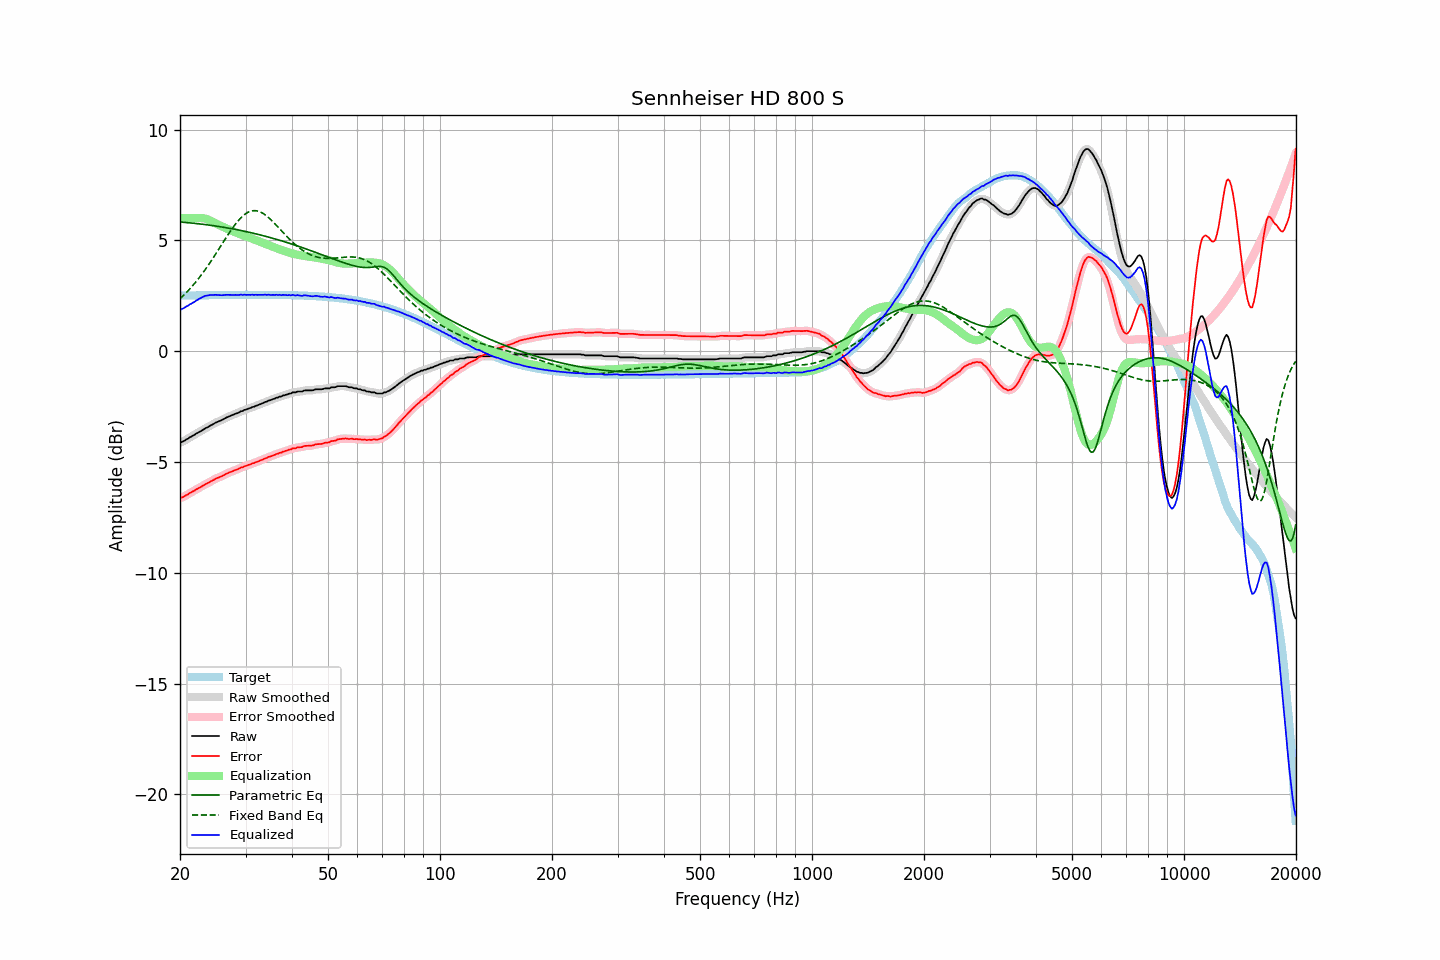 Sennheiser HD 800 S
Amplitude (dBr)
10
5
0
−5
−10
−15
−20
Target
Raw Smoothed
Error Smoothed
Raw
Error
Equalization
Parametric Eq
Fixed Band Eq
Equalized
20 50 100 200 500 1000 2000 5000 10000 20000
Frequency (Hz)